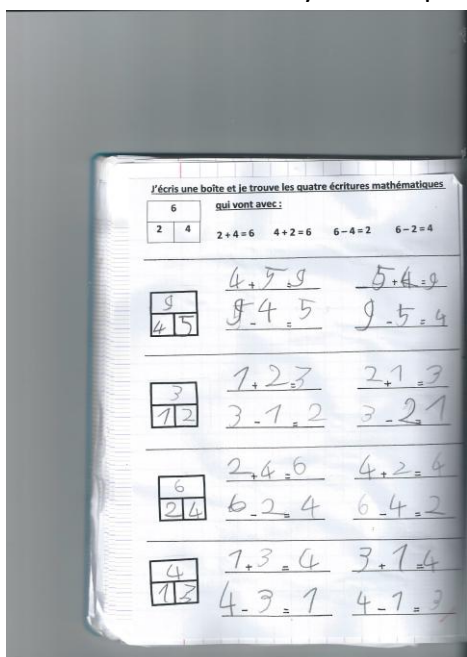 J'écris une boîte et je trouve les quatre écritures mathématiques
qui vont avec :
6
2 4
2 + 4 = 6 4 + 2 = 6 6 – 4 = 2 6 – 2 = 4
4 + 5 = 9 5 + 4 = 9
9
4 5
9 - 4 = 5 9 - 5 = 4
1 + 2 = 3 2 + 1 = 3
3
1 2
3 - 1 = 2 3 - 2 = 1
2 + 4 = 6 4 + 2 = 4
6
2 4
6 - 2 = 4 6 - 4 = 2
1 + 3 = 4 3 + 1 = 4
4
1 3
4 - 3 = 1 4 - 1 = 3